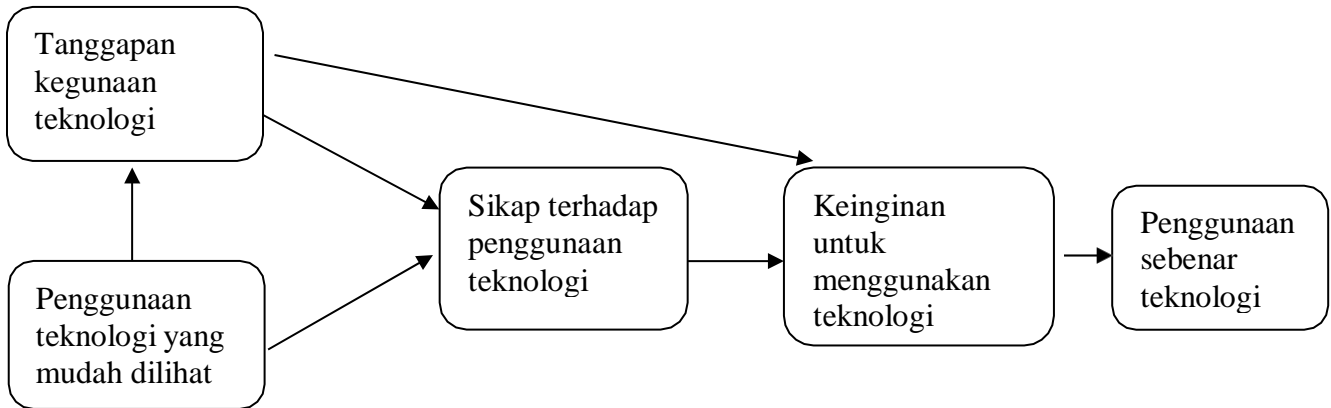 Tanggapan
kegunaan
teknologi
Sikap terhadap
penggunaan
teknologi
Keinginan
untuk
menggunakan
teknologi
Penggunaan
sebenar
teknologi
Penggunaan
teknologi yang
mudah dilihat